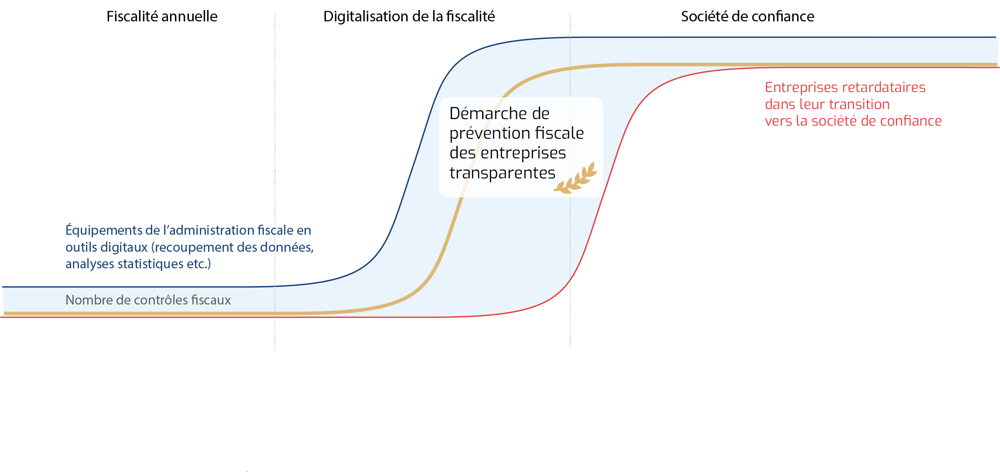 Fiscalité annuelle
Digitalisation de la fiscalité
Société de confiance
Entreprises retardataires
dans leur transition
vers la société de confiance
Démarche de
prévention fiscale
des entreprises
transparentes
Équipements de l’administration fiscale en
outils digitaux (recoupement des données,
analyses statistiques etc.)
Nombre de contrôles fiscaux